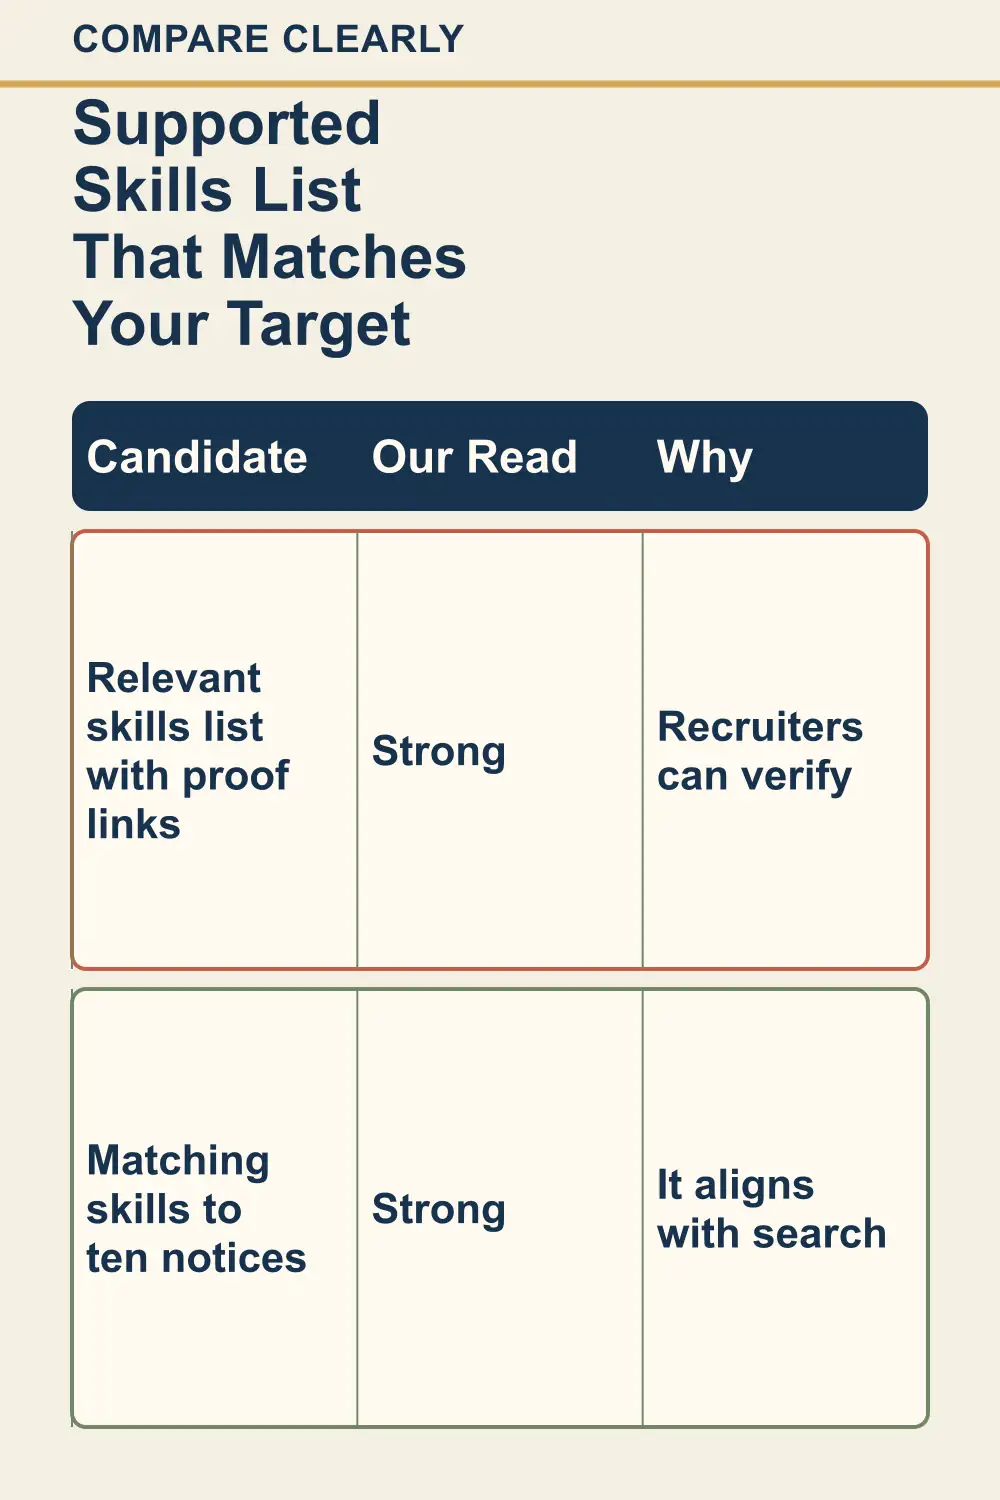 COMPARE CLEARLY
Supported
Skills List
That Matches
Your Target
Candidate Our Read Why
Relevant
skills list
with proof
links
Strong
Recruiters
can verify
Matching
skills to
ten notices
Strong
It aligns
with search